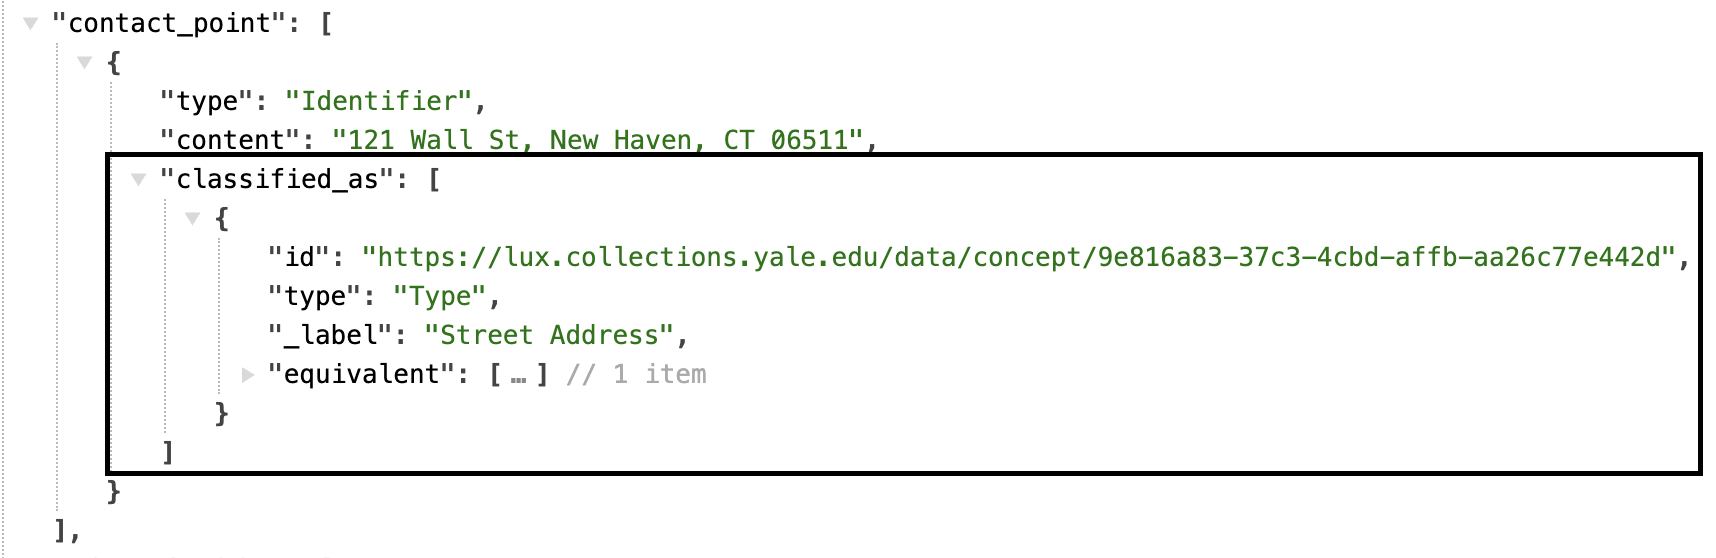 "contact_point": [
{
"type": "Identifier",
"content": "121 Wall St, New Haven, CT 06511",
"classified_as": [
{
"id": "https://lux.collections.yale.edu/data/concept/9e816a83-37c3-4cbd-affb-aa26c77e442d",
"type": "Type",
"_label": "Street Address",
"equivalent": [ … ] // 1 item
}
]
}
],